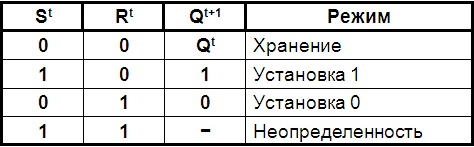 Sᵗ Rᵗ Qᵗ⁺¹ Режим
0 0 Qᵗ Хранение
1 0 1 Установка 1
0 1 0 Установка 0
1 1 − Неопределенность